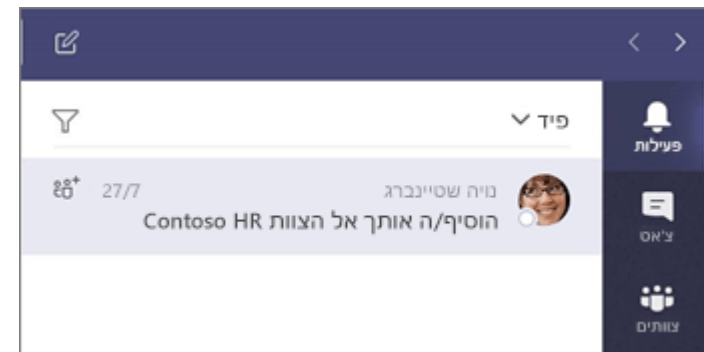 פיד
פעילות
נויה שטיינברג 27/7
הוסיף/ה אותך אל הצוות Contoso HR
צ'אט
צוותים